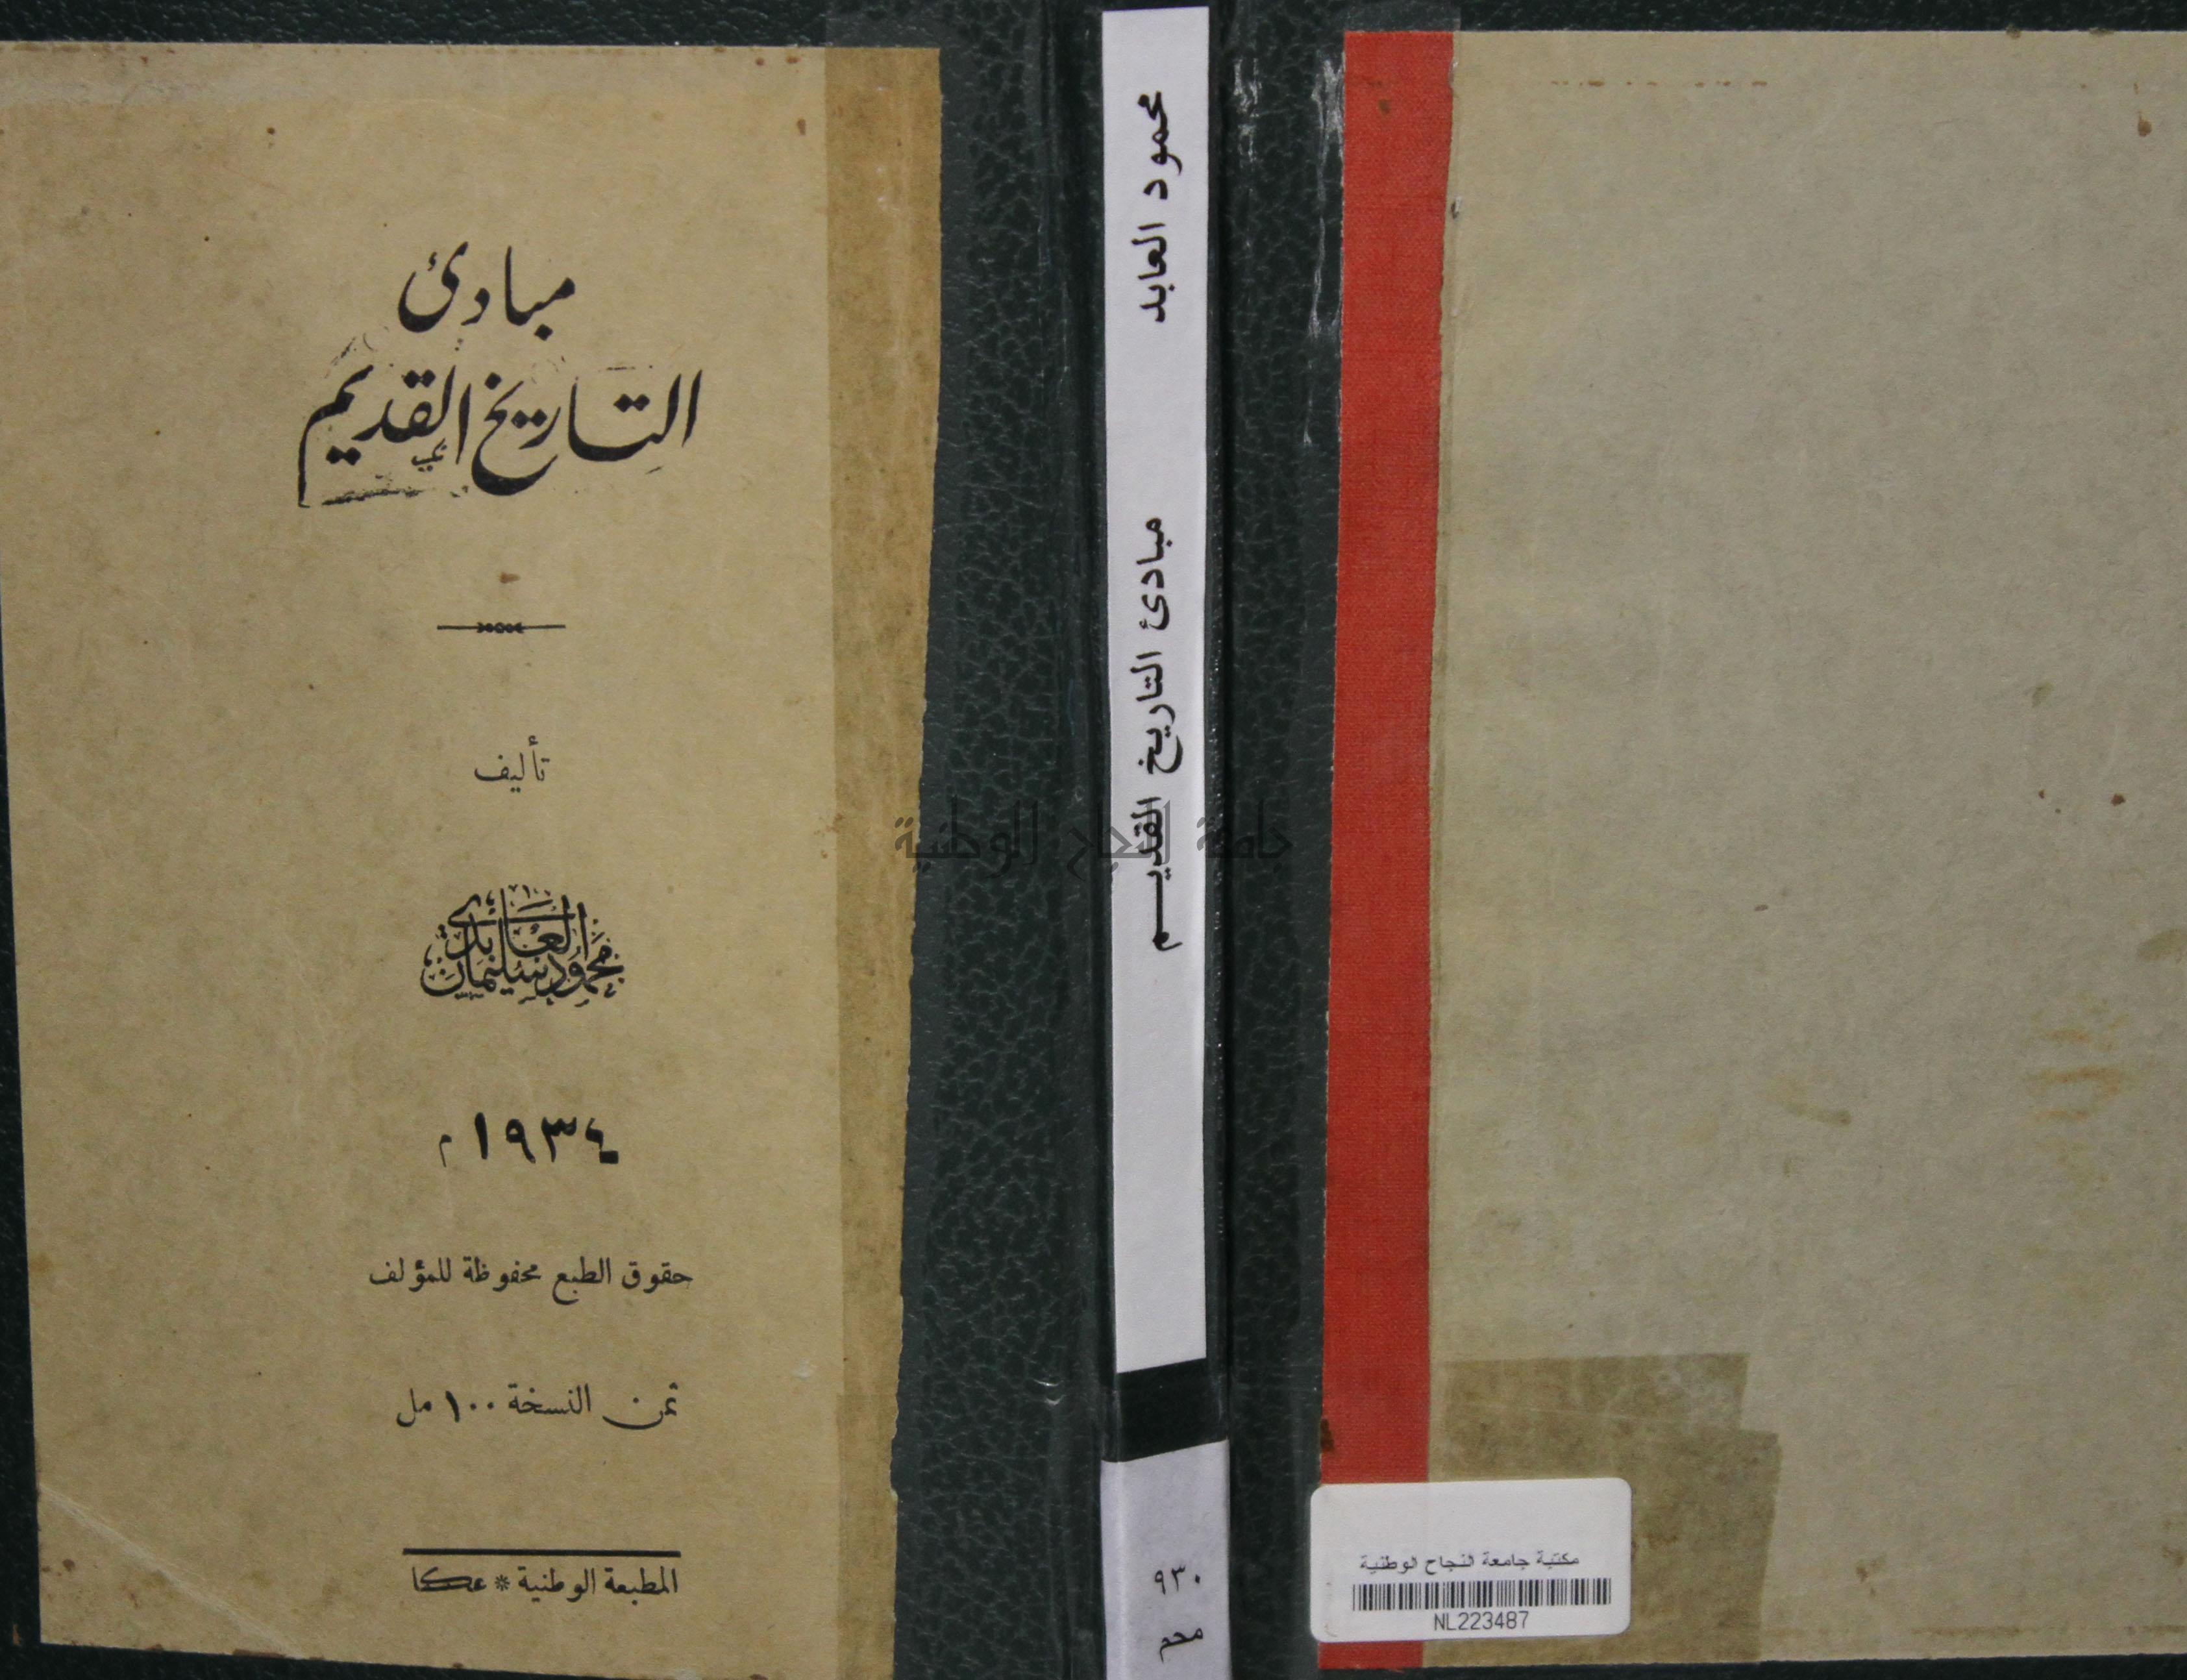 مبادئ
التاريخ القديم
تأليف
محمود سليمان العابدي
١٩٣٤ م
حقوق الطبع محفوظة للمؤلف
ثمن النسخة ١٠٠ مل
المطبعة الوطنية * عكا
محمود العابد
مبادئ التاريخ القديم
٩٣٠
محم
جامعة النجاح الوطنية
مكتبة جامعة النجاح الوطنية
NL223487